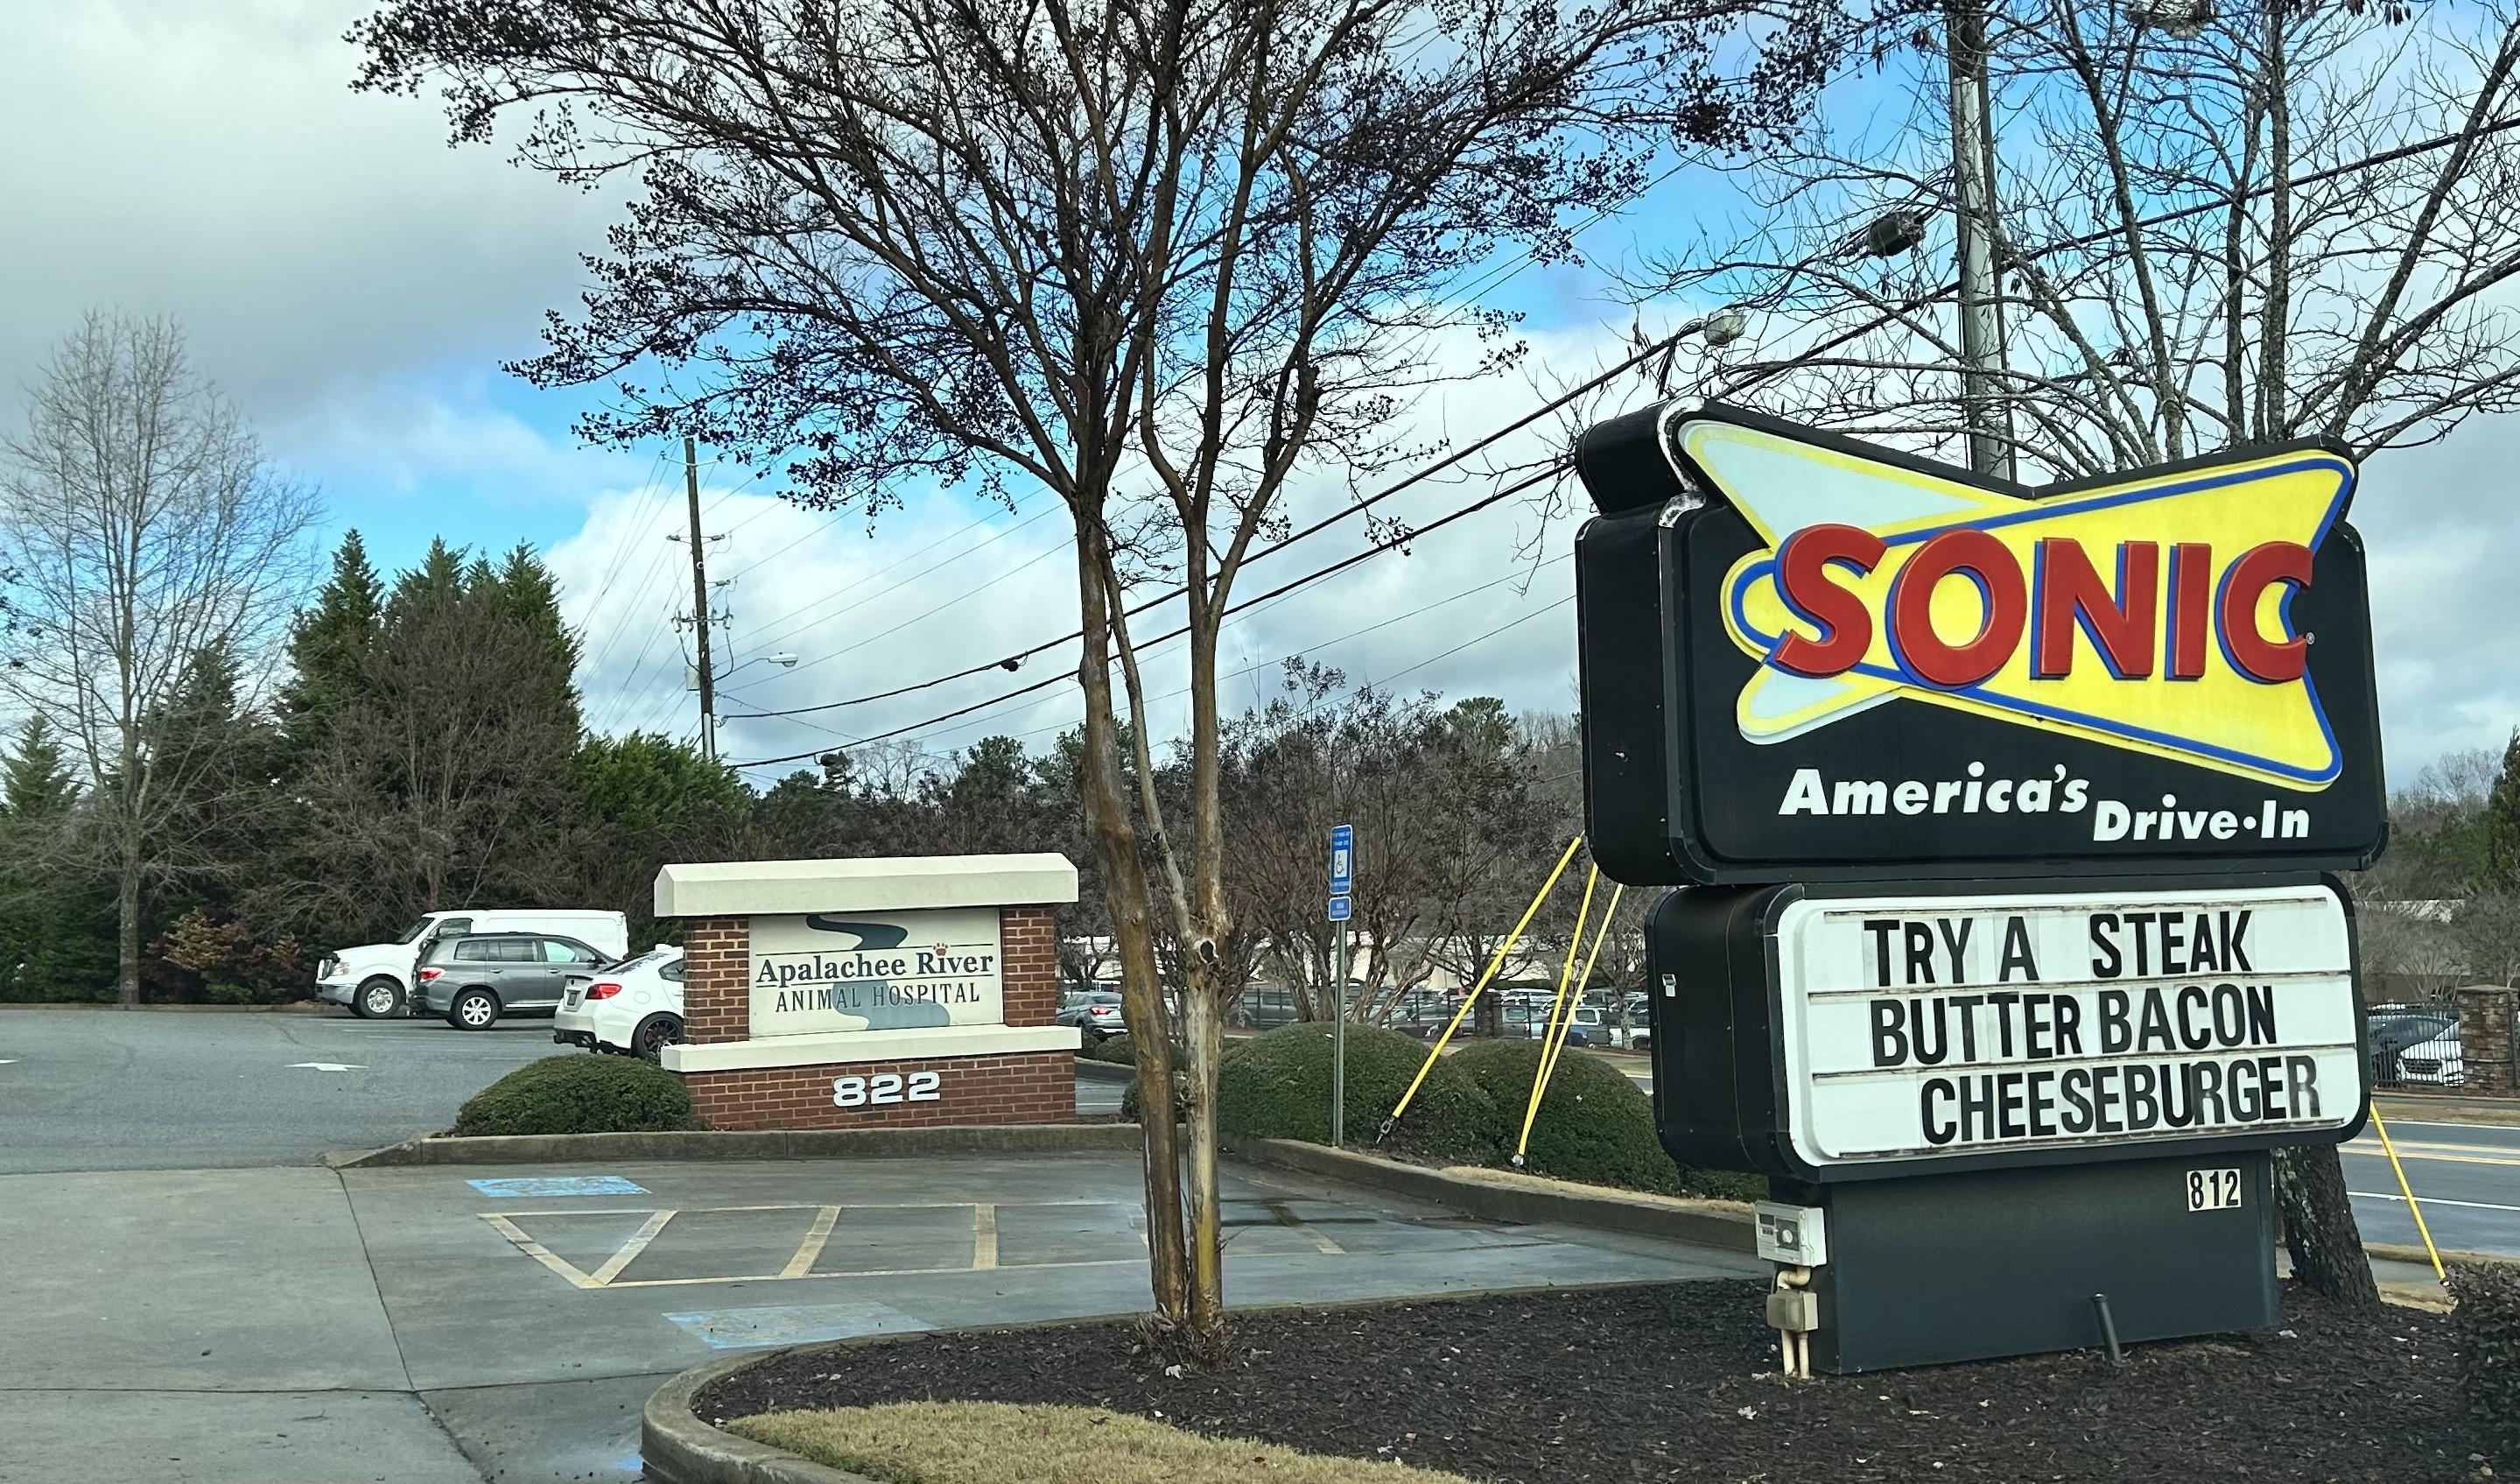 Apalachee River
ANIMAL HOSPITAL
822
SONIC
America's
Drive-In
TRY A STEAK
BUTTER BACON
CHEESEBURGER
812